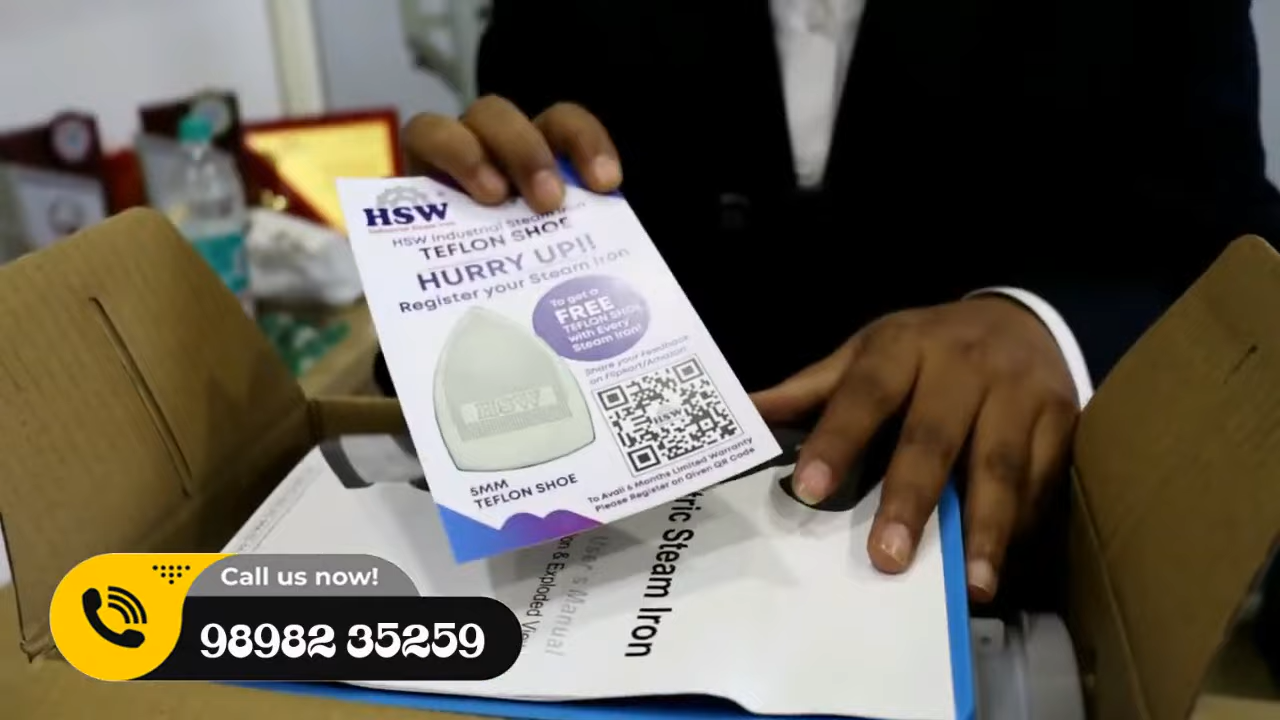 HSW
Industrial Steam Iron
HSW Industrial Steam Iron
TEFLON SHOE
HURRY UP!!
Register your Steam Iron
To get a
FREE
TEFLON SHOE
with Every
Steam Iron!
Share your Feedback
on Flipkart/Amazon
HSW
HSW
5MM
TEFLON SHOE
To Avail 6 Months Limited Warranty
Please Register on Given QR Code
tric Steam Iron
User's Manual
on & Exploded View
Call us now!
98982 35259